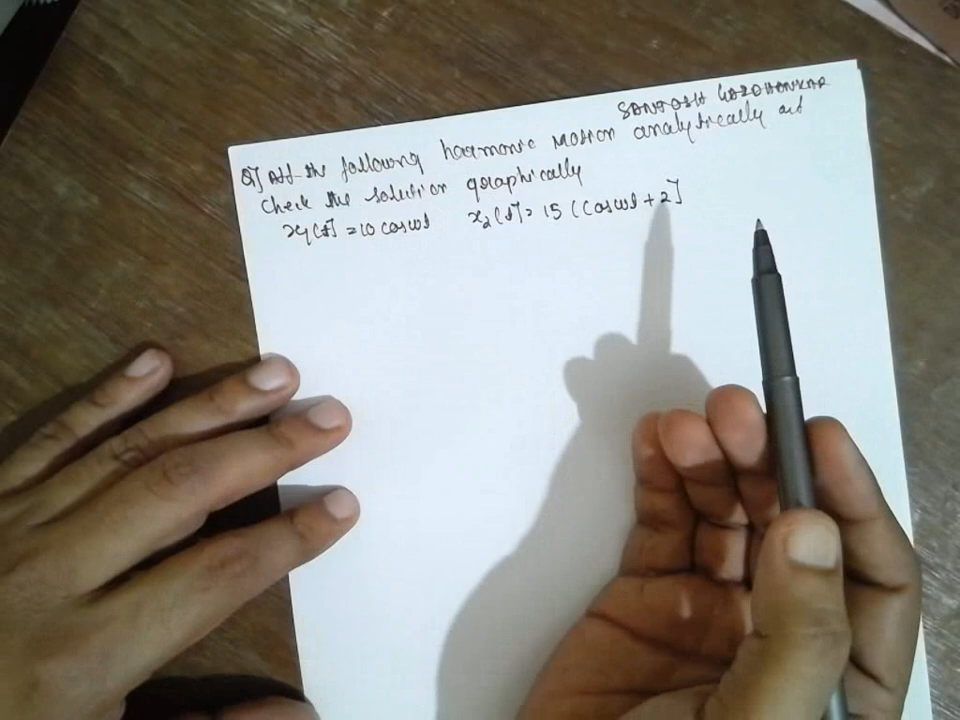 SANTOSH
Q] Add the following harmonic Motion analytically and
check the solution graphically
x1(t) = 10 cosωt x2(t) = 15 (cosωt + 2]